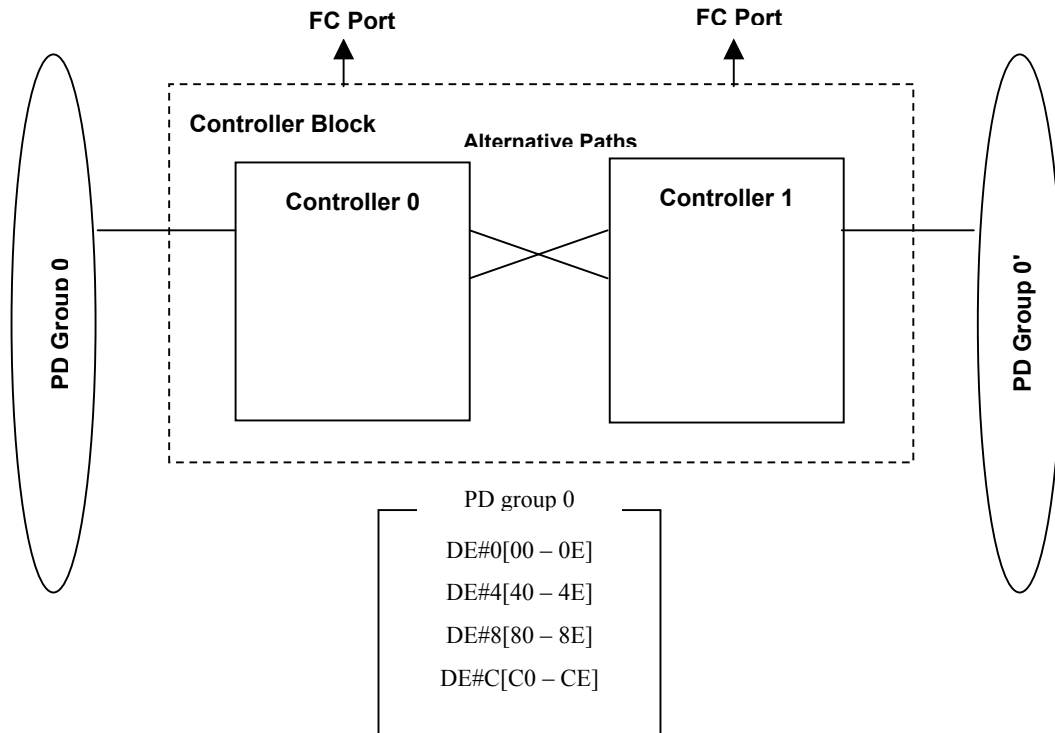 FC Port
FC Port
Controller Block
Alternative Paths
Controller 0
Controller 1
PD Group 0
PD Group 0'
PD group 0
DE#0[00 – 0E]
DE#4[40 – 4E]
DE#8[80 – 8E]
DE#C[C0 – CE]